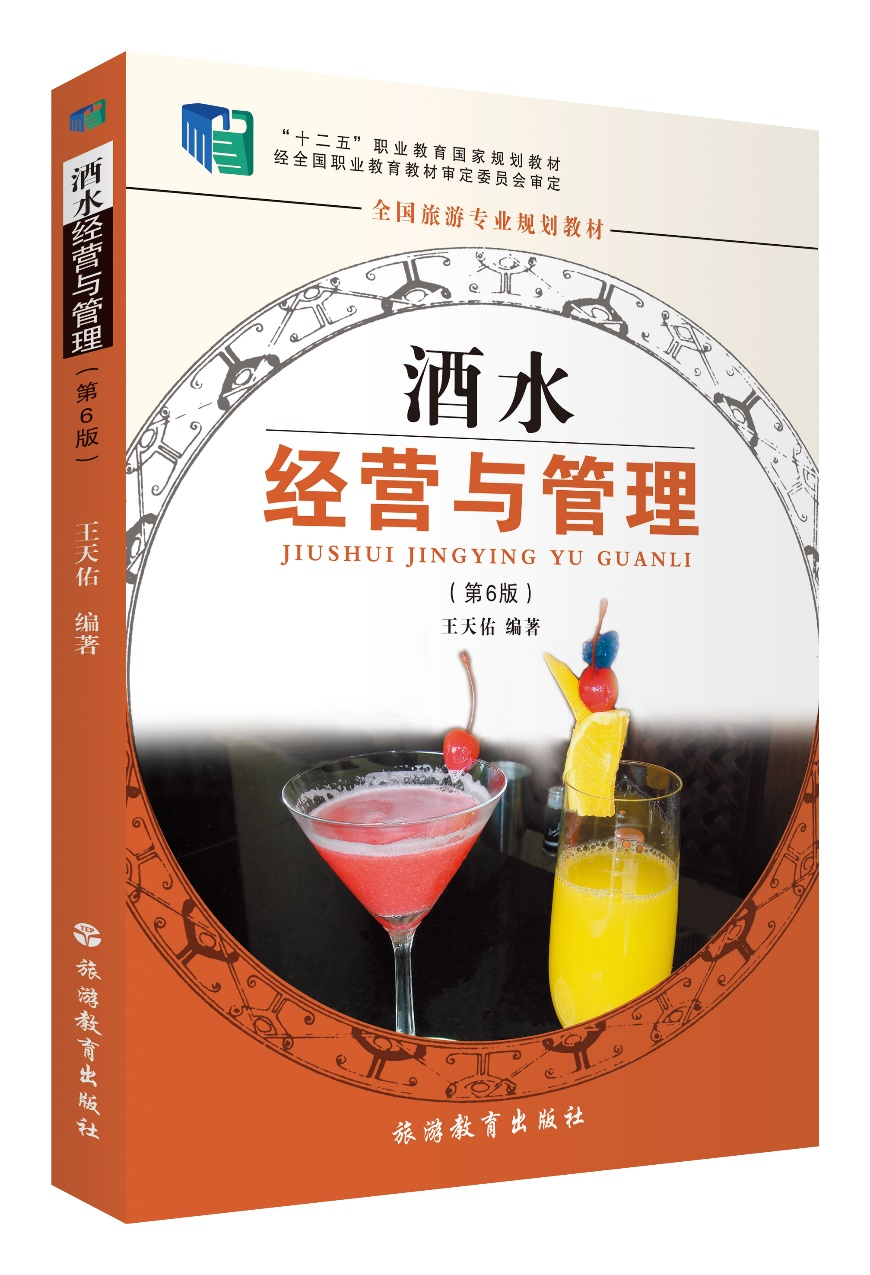 “十二五”职业教育国家规划教材
经全国职业教育教材审定委员会审定
全国旅游专业规划教材
酒水
经营与管理
JIUSHUI JINGYING YU GUANLI
（第6版）
王天佑 编著
旅游教育出版社
酒水经营与管理（第6版）
王天佑 编著
TEP
旅游教育出版社